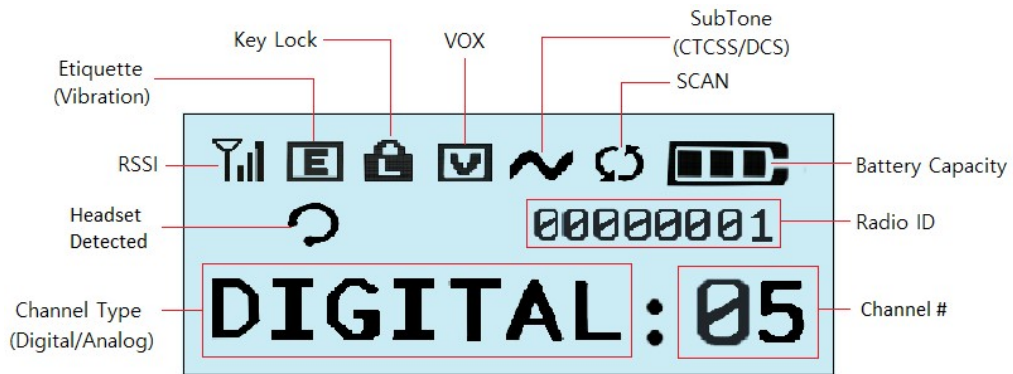 SubTone
(CTCSS/DCS)
Key Lock
VOX
SCAN
Etiquette
(Vibration)
RSSI
E
L
V
Battery Capacity
Headset
Detected
00000001
Radio ID
Channel Type
(Digital/Analog)
DIGITAL:05
Channel #